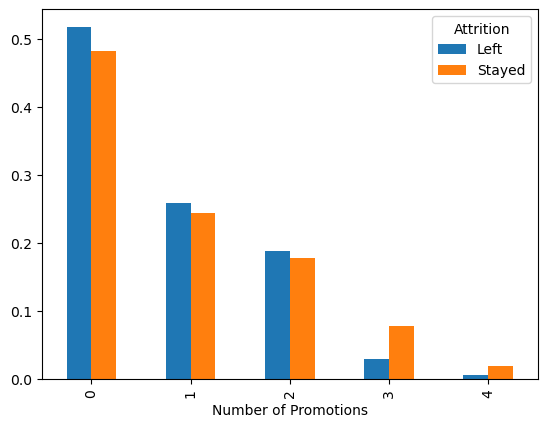 Attrition
Left
Stayed
0.5
0.4
0.3
0.2
0.1
0.0
0
1
2
3
4
Number of Promotions